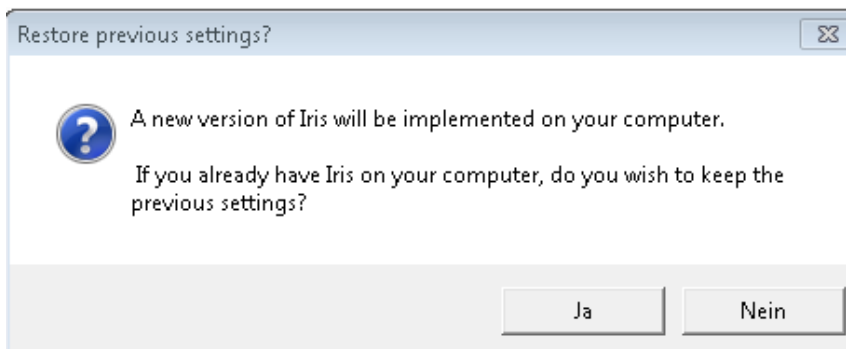 Restore previous settings?
A new version of Iris will be implemented on your computer.
If you already have Iris on your computer, do you wish to keep the
previous settings?
Ja
Nein